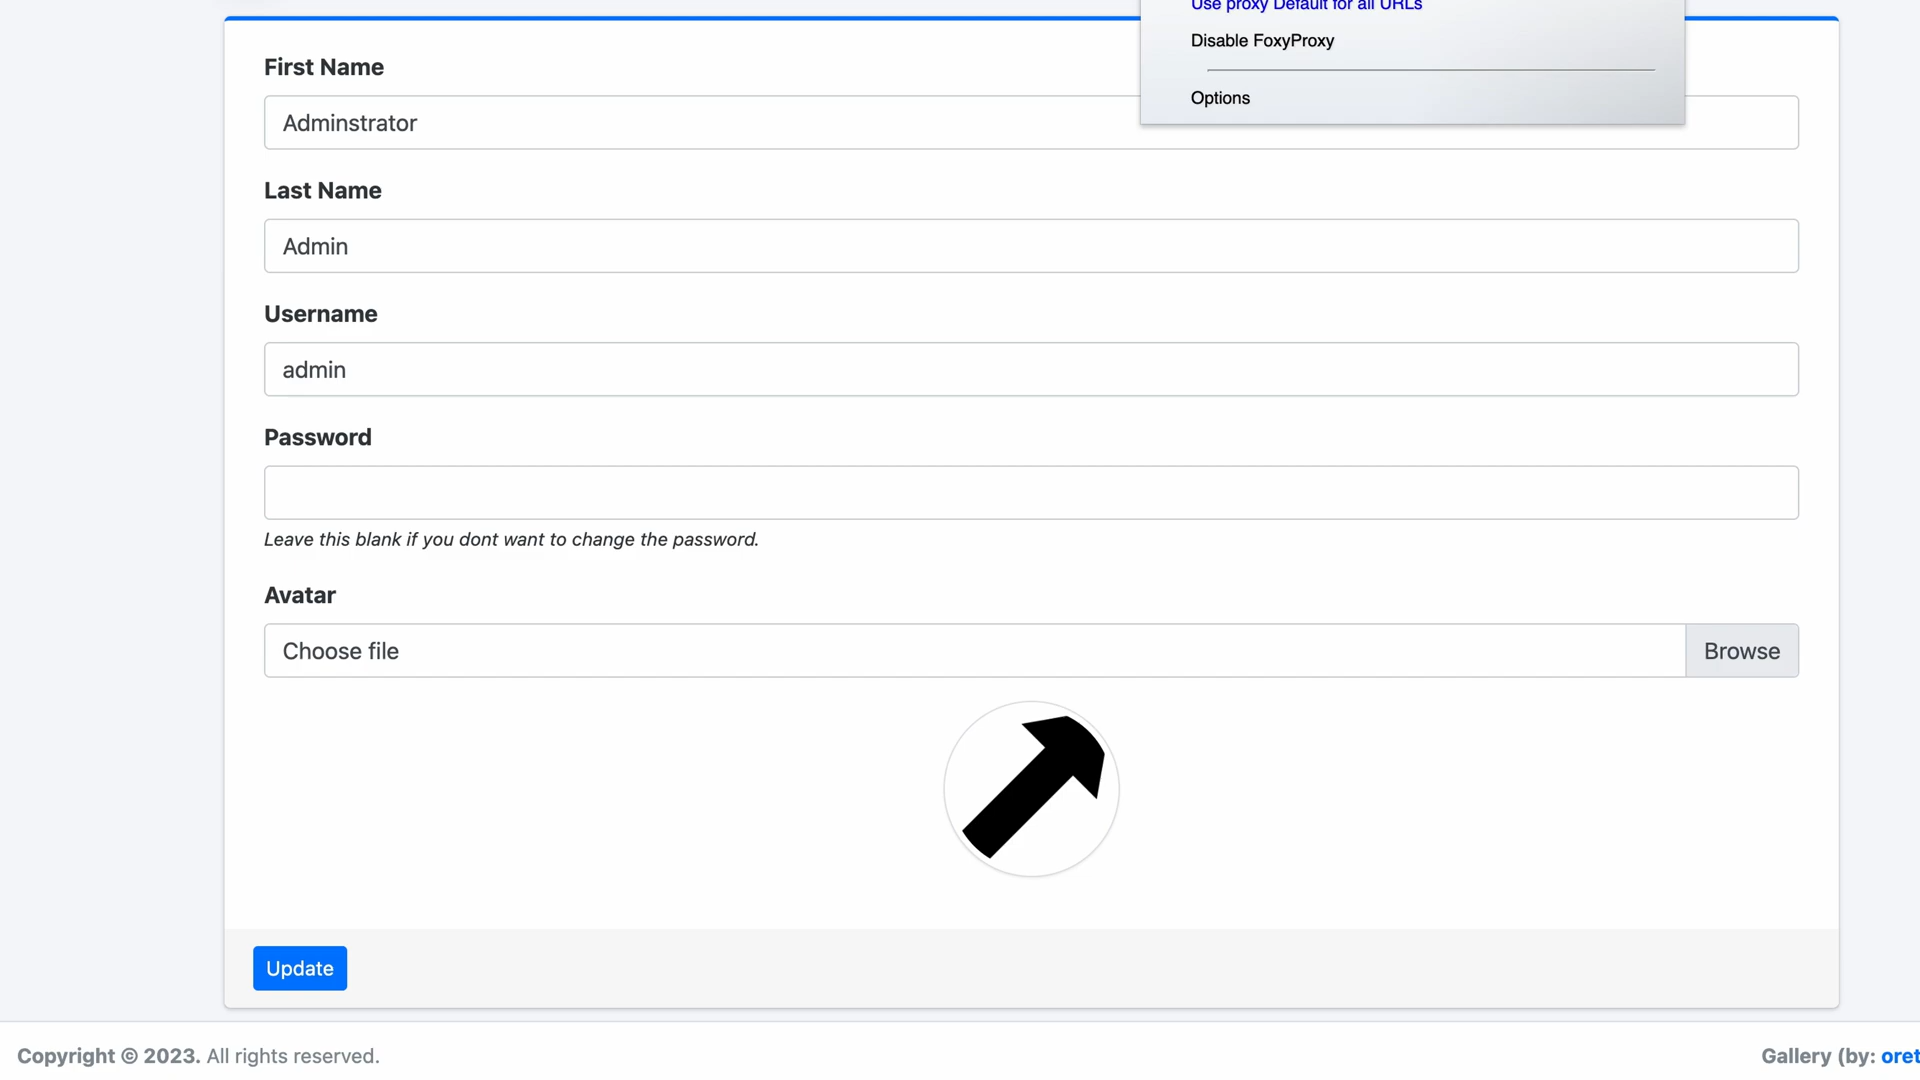 Use proxy Default for all URLs
Disable FoxyProxy
Options
First Name
Adminstrator
Last Name
Admin
Username
admin
Password
Leave this blank if you dont want to change the password.
Avatar
Choose file
Browse
Update
Copyright © 2023. All rights reserved.
Gallery (by: oret